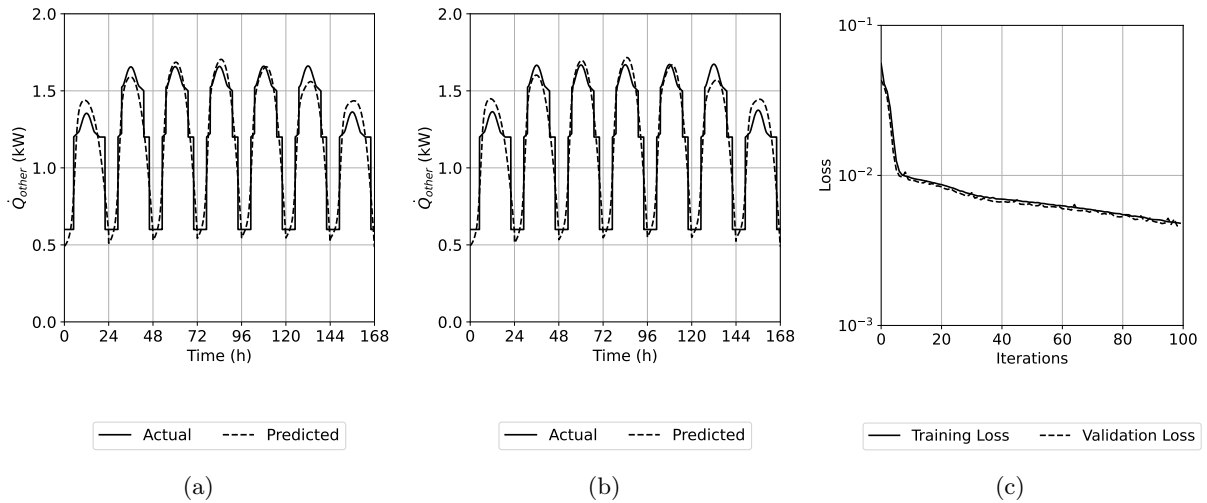 2.0
1.5
1.0
0.5
0.0
Q̇_other (kW)
0 24 48 72 96 120 144 168
Time (h)
Actual Predicted
(a)
2.0
1.5
1.0
0.5
0.0
Q̇_other (kW)
0 24 48 72 96 120 144 168
Time (h)
Actual Predicted
(b)
10⁻¹
10⁻²
10⁻³
Loss
0 20 40 60 80 100
Iterations
Training Loss Validation Loss
(c)